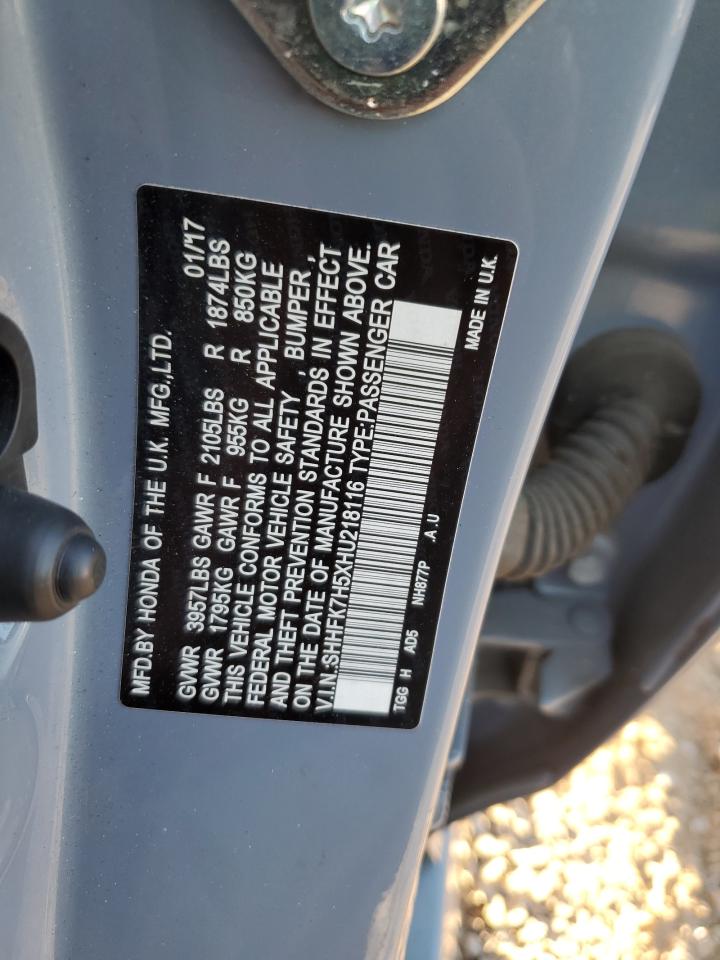 MFD.BY HONDA OF THE U.K. MFG.,LTD. 01/17
GVWR 3957LBS GAWR F 2105LBS R 1874LBS
GVWR 1795KG GAWR F 955KG R 850KG
THIS VEHICLE CONFORMS TO ALL APPLICABLE
FEDERAL MOTOR VEHICLE SAFETY , BUMPER ,
AND THEFT PREVENTION STANDARDS IN EFFECT
ON THE DATE OF MANUFACTURE SHOWN ABOVE.
V.I.N.:SHHFK7H5XHU218116 TYPE:PASSENGER CAR
TGG H AD5 NH877P .A .U MADE IN U.K.